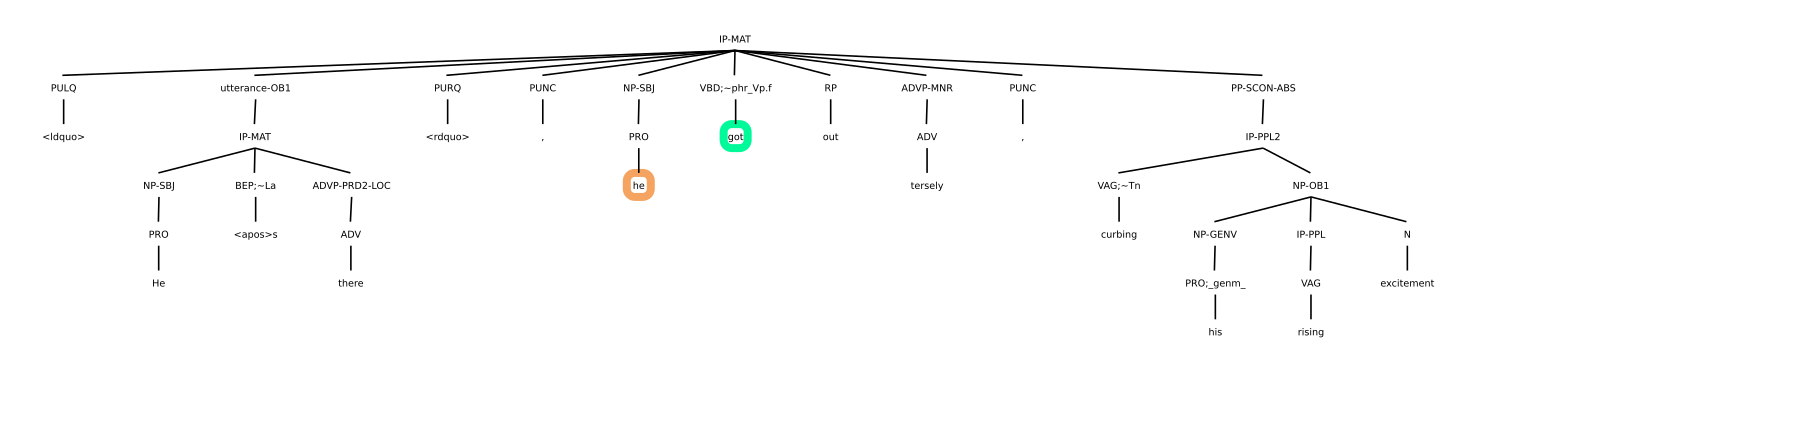 IP-MAT
PULQ utterance-OB1 PURQ PUNC NP-SBJ VBD;~phr_Vp.f RP ADVP-MNR PUNC PP-SCON-ABS
<ldquo> IP-MAT <rdquo> , PRO got out ADV , IP-PPL2
NP-SBJ BEP;~La ADVP-PRD2-LOC he tersely VAG;~Tn NP-OB1
PRO <apos>s ADV curbing NP-GENV IP-PPL N
He there PRO;_genm_ VAG excitement
his rising